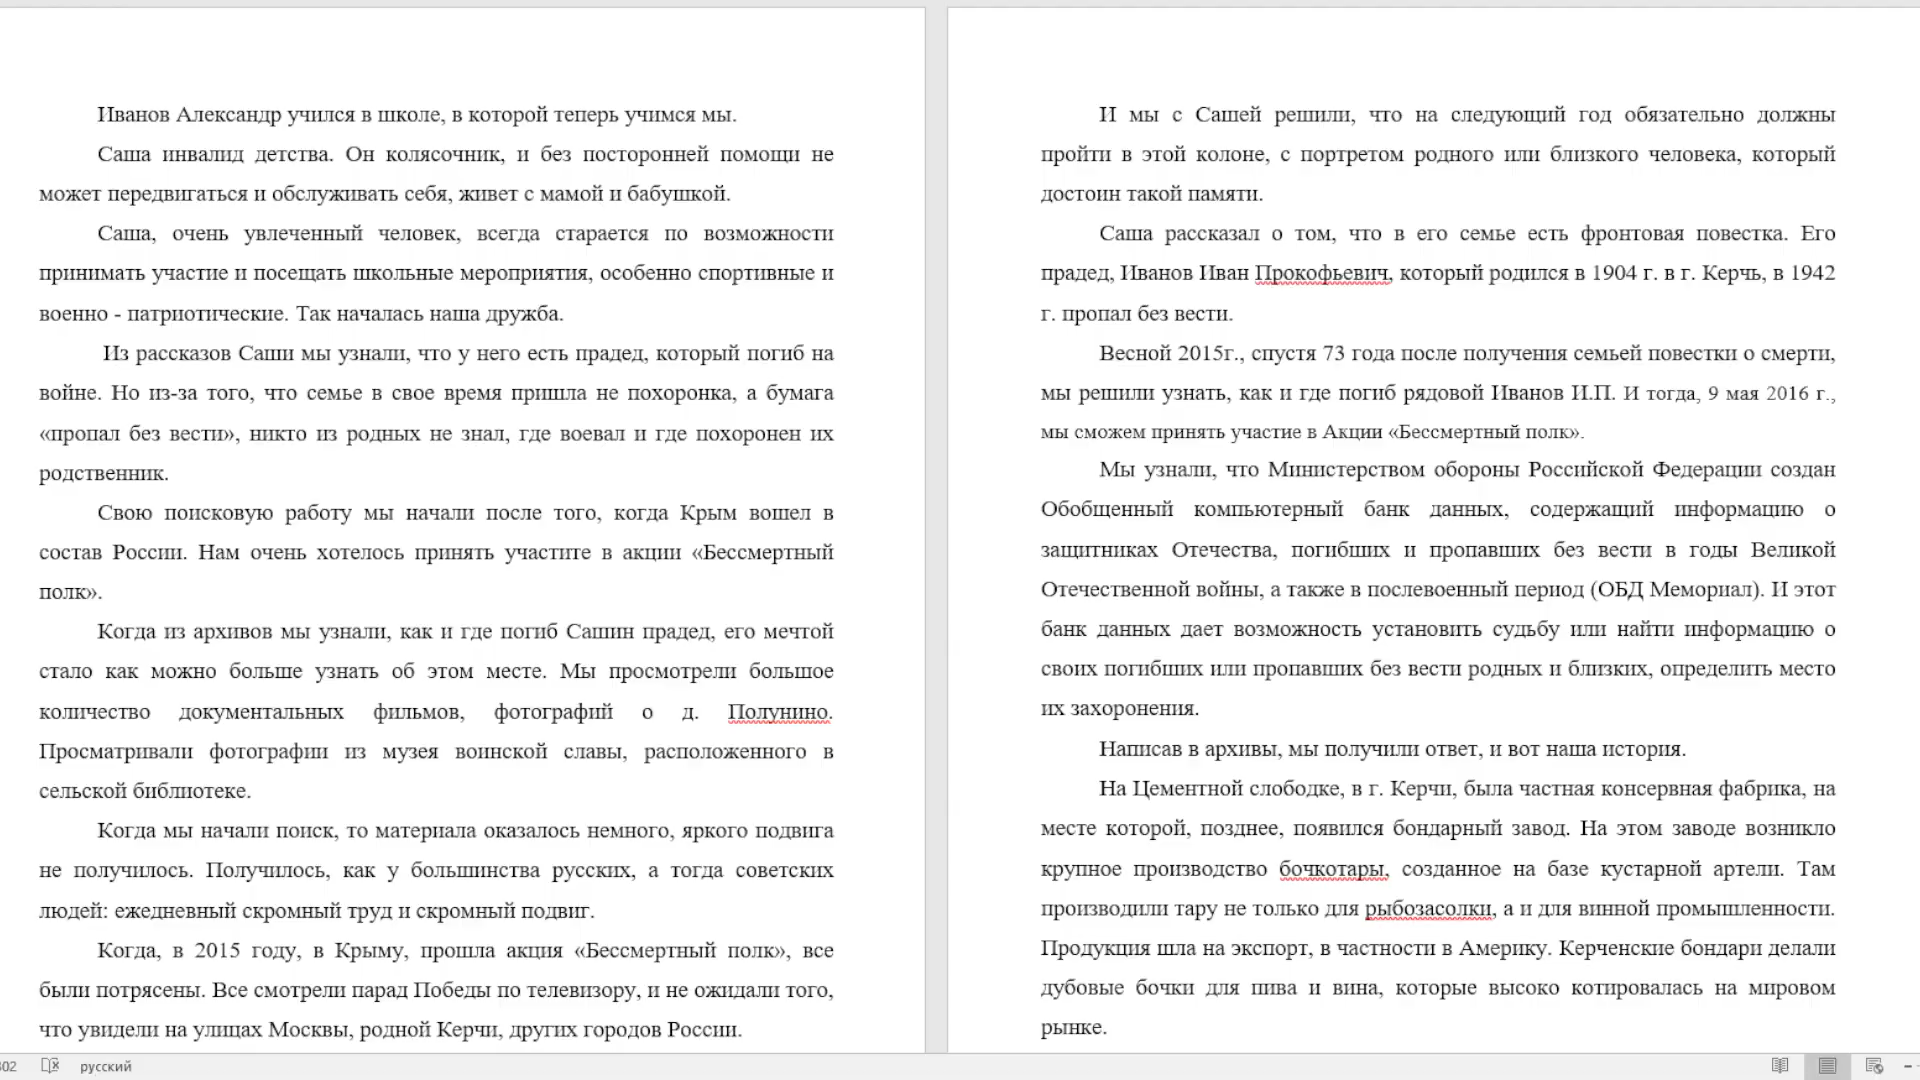 Иванов Александр учился в школе, в которой теперь учимся мы.
Саша инвалид детства. Он колясочник, и без посторонней помощи не
может передвигаться и обслуживать себя, живет с мамой и бабушкой.
Саша, очень увлеченный человек, всегда старается по возможности
принимать участие и посещать школьные мероприятия, особенно спортивные и
военно - патриотические. Так началась наша дружба.
Из рассказов Саши мы узнали, что у него есть прадед, который погиб на
войне. Но из-за того, что семье в свое время пришла не похоронка, а бумага
«пропал без вести», никто из родных не знал, где воевал и где похоронен их
родственник.
Свою поисковую работу мы начали после того, когда Крым вошел в
состав России. Нам очень хотелось принять участите в акции «Бессмертный
полк».
Когда из архивов мы узнали, как и где погиб Сашин прадед, его мечтой
стало как можно больше узнать об этом месте. Мы просмотрели большое
количество документальных фильмов, фотографий о д. Полунино.
Просматривали фотографии из музея воинской славы, расположенного в
сельской библиотеке.
Когда мы начали поиск, то материала оказалось немного, яркого подвига
не получилось. Получилось, как у большинства русских, а тогда советских
людей: ежедневный скромный труд и скромный подвиг.
Когда, в 2015 году, в Крыму, прошла акция «Бессмертный полк», все
были потрясены. Все смотрели парад Победы по телевизору, и не ожидали того,
что увидели на улицах Москвы, родной Керчи, других городов России.
И мы с Сашей решили, что на следующий год обязательно должны
пройти в этой колоне, с портретом родного или близкого человека, который
достоин такой памяти.
Саша рассказал о том, что в его семье есть фронтовая повестка. Его
прадед, Иванов Иван Прокофьевич, который родился в 1904 г. в г. Керчь, в 1942
г. пропал без вести.
Весной 2015г., спустя 73 года после получения семьей повестки о смерти,
мы решили узнать, как и где погиб рядовой Иванов И.П. И тогда, 9 мая 2016 г.,
мы сможем принять участие в Акции «Бессмертный полк».
Мы узнали, что Министерством обороны Российской Федерации создан
Обобщенный компьютерный банк данных, содержащий информацию о
защитниках Отечества, погибших и пропавших без вести в годы Великой
Отечественной войны, а также в послевоенный период (ОБД Мемориал). И этот
банк данных дает возможность установить судьбу или найти информацию о
своих погибших или пропавших без вести родных и близких, определить место
их захоронения.
Написав в архивы, мы получили ответ, и вот наша история.
На Цементной слободке, в г. Керчи, была частная консервная фабрика, на
месте которой, позднее, появился бондарный завод. На этом заводе возникло
крупное производство бочкотары, созданное на базе кустарной артели. Там
производили тару не только для рыбозасолки, а и для винной промышленности.
Продукция шла на экспорт, в частности в Америку. Керченские бондари делали
дубовые бочки для пива и вина, которые высоко котировалась на мировом
рынке.
русский